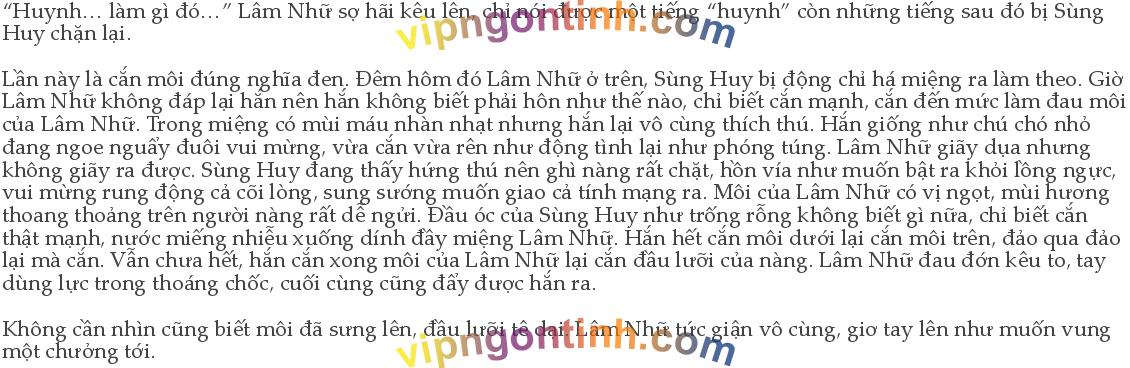 “Huynh… làm gì đó…” Lâm Nhữ sợ hãi kêu lên, chỉ nói được một tiếng “huynh” còn những tiếng sau đó bị Sùng
Huy chặn lại.
vipngontinh.com
Lần này là cắn môi đúng nghĩa đen. Đêm hôm đó Lâm Nhữ ở trên, Sùng Huy bị động chỉ há miệng ra làm theo. Giờ
Lâm Nhữ không đáp lại hắn nên hắn không biết phải hôn như thế nào, chỉ biết cắn mạnh, cắn đến mức làm đau môi
của Lâm Nhữ. Trong miệng có mùi máu nhàn nhạt nhưng hắn lại vô cùng thích thú. Hắn giống như chú chó nhỏ
đang ngoe nguẩy đuôi vui mừng, vừa cắn vừa rên như động tình lại như phóng túng. Lâm Nhữ giãy dụa nhưng
không giãy ra được. Sùng Huy đang thấy hứng thú nên ghì nàng rất chặt, hồn vía như muốn bật ra khỏi lồng ngực,
vui mừng rung động cả cõi lòng, sung sướng muốn giao cả tính mạng ra. Môi của Lâm Nhữ có vị ngọt, mùi hương
thoang thoảng trên người nàng rất dễ ngửi. Đầu óc của Sùng Huy như trống rỗng không biết gì nữa, chỉ biết cắn
thật mạnh, nước miếng nhiễu xuống dính đầy miệng Lâm Nhữ. Hắn hết cắn môi dưới lại cắn môi trên, đảo qua đảo
lại mà cắn. Vẫn chưa hết, hắn cắn xong môi của Lâm Nhữ lại cắn đầu lưỡi của nàng. Lâm Nhữ đau đớn kêu to, tay
dùng lực trong thoáng chốc, cuối cùng cũng đẩy được hắn ra.
Không cần nhìn cũng biết môi đã sưng lên, đầu lưỡi tê dại. Lâm Nhữ tức giận vô cùng, giơ tay lên như muốn vung
một chưởng tới.
vipngontinh.com